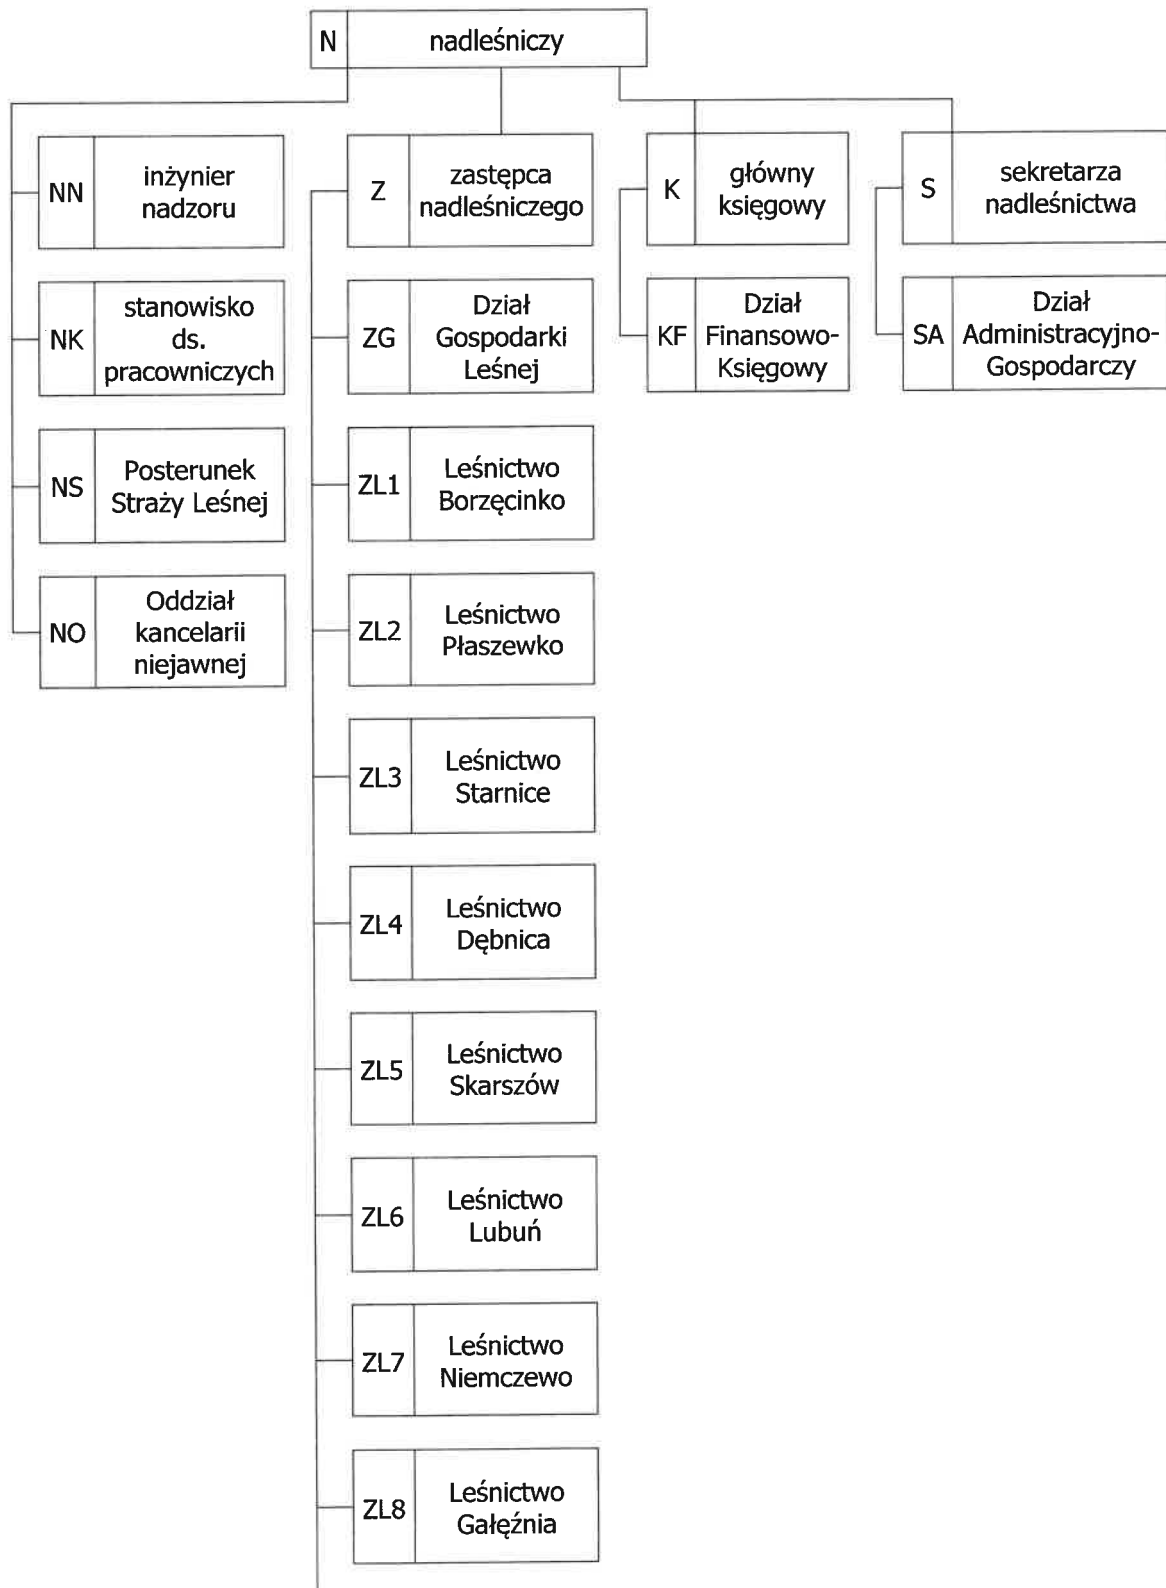 N nadleśniczy
NN inżynier
nadzoru
Z zastępca
nadleśniczego
K główny
księgowy
S sekretarza
nadleśnictwa
NK stanowisko
ds.
pracowniczych
ZG Dział
Gospodarki
Leśnej
KF Dział
Finansowo-
Księgowy
SA Dział
Administracyjno-
Gospodarczy
NS Posterunek
Straży Leśnej
ZL1 Leśnictwo
Borzęcinko
NO Oddział
kancelarii
niejawnej
ZL2 Leśnictwo
Płaszewko
ZL3 Leśnictwo
Starnice
ZL4 Leśnictwo
Dębnica
ZL5 Leśnictwo
Skarszów
ZL6 Leśnictwo
Lubuń
ZL7 Leśnictwo
Niemczewo
ZL8 Leśnictwo
Gałęźnia